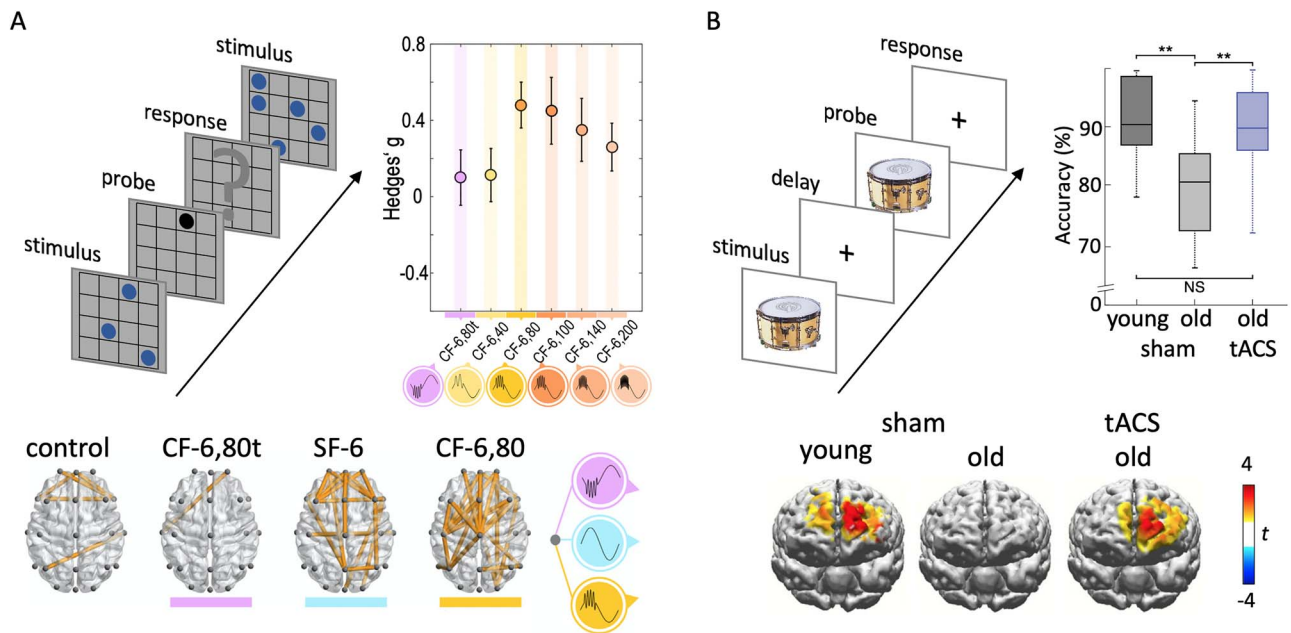 A
stimulus
response
?
probe
stimulus
0.8
0.4
0
-0.4
Hedges' g
CF-6,80t
CF-6,40
CF-6,80
CF-6,100
CF-6,140
CF-6,200
control
CF-6,80t
SF-6
CF-6,80
B
response
+
probe
delay
+
stimulus
**
**
90
80
70
0
Accuracy (%)
NS
young
old
old
sham
tACS
sham
tACS
young
old
old
4
t
-4